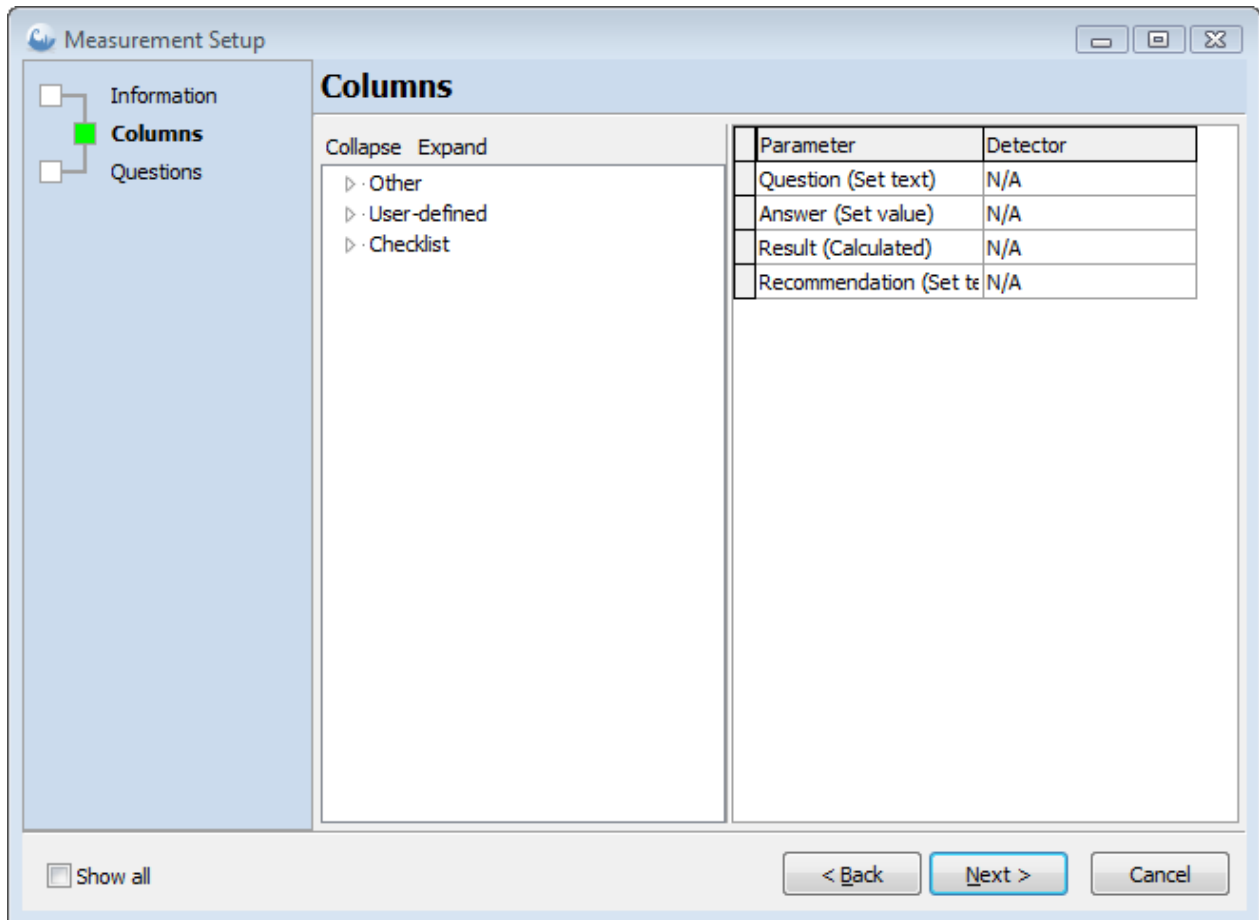 Measurement Setup
Information
Columns
Questions
Columns
Collapse Expand
Other
User-defined
Checklist
Parameter Detector
Question (Set text) N/A
Answer (Set value) N/A
Result (Calculated) N/A
Recommendation (Set te N/A
Show all
< Back Next > Cancel